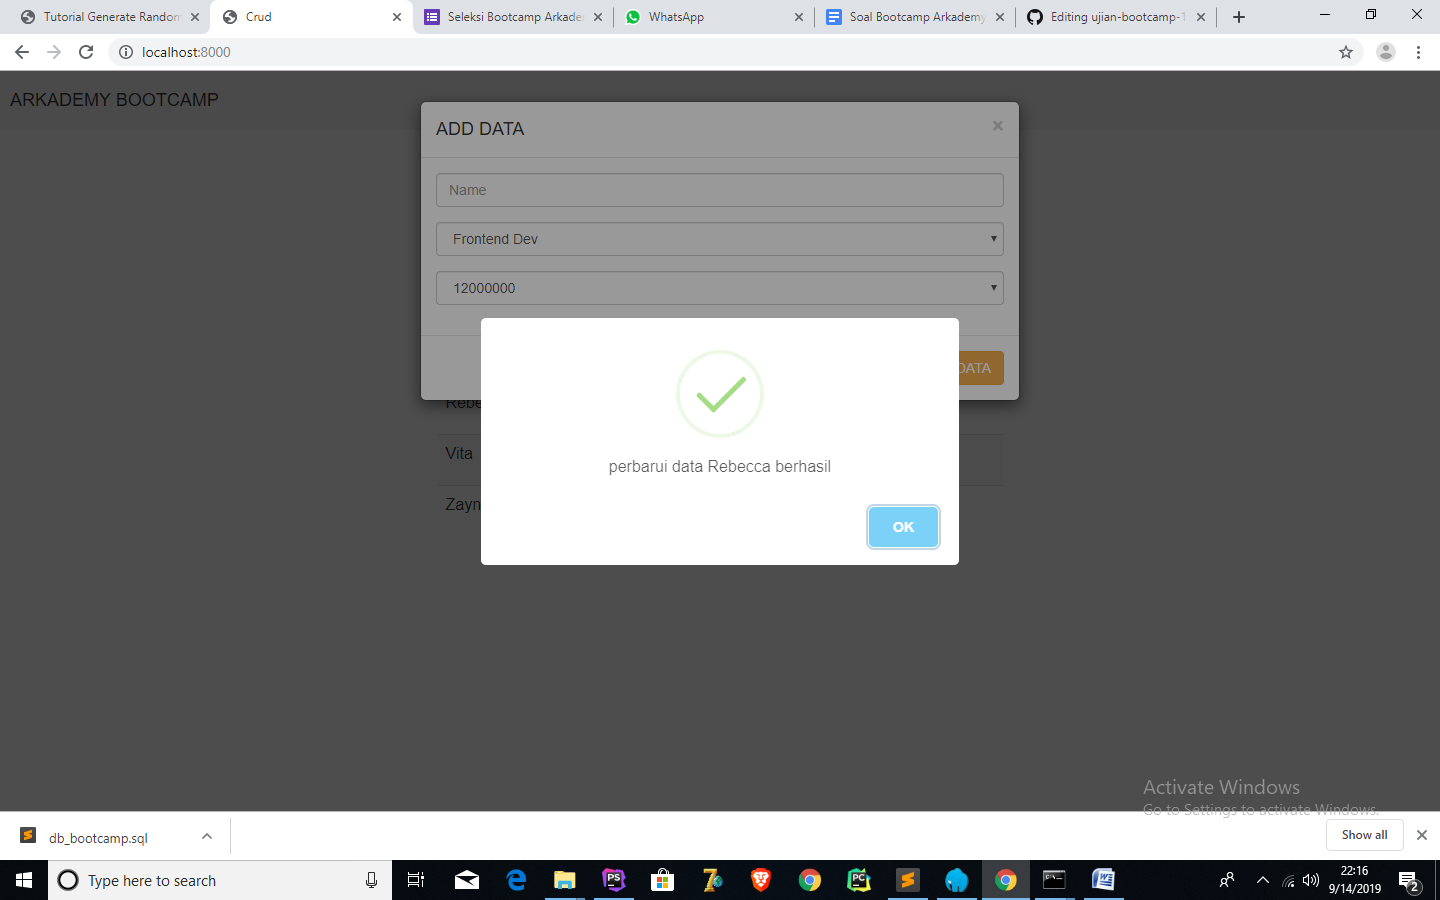 Tutorial Generate Random
Crud
Seleksi Bootcamp Arkade
WhatsApp
Soal Bootcamp Arkademy
Editing ujian-bootcamp-1
localhost:8000
ARKADEMY BOOTCAMP
ADD DATA
×
Name
Frontend Dev
12000000
DATA
Rebe
Vita
Zayn
perbarui data Rebecca berhasil
OK
Activate Windows
Go to Settings to activate Windows.
db_bootcamp.sql
Show all
Type here to search
22:16
9/14/2019
2